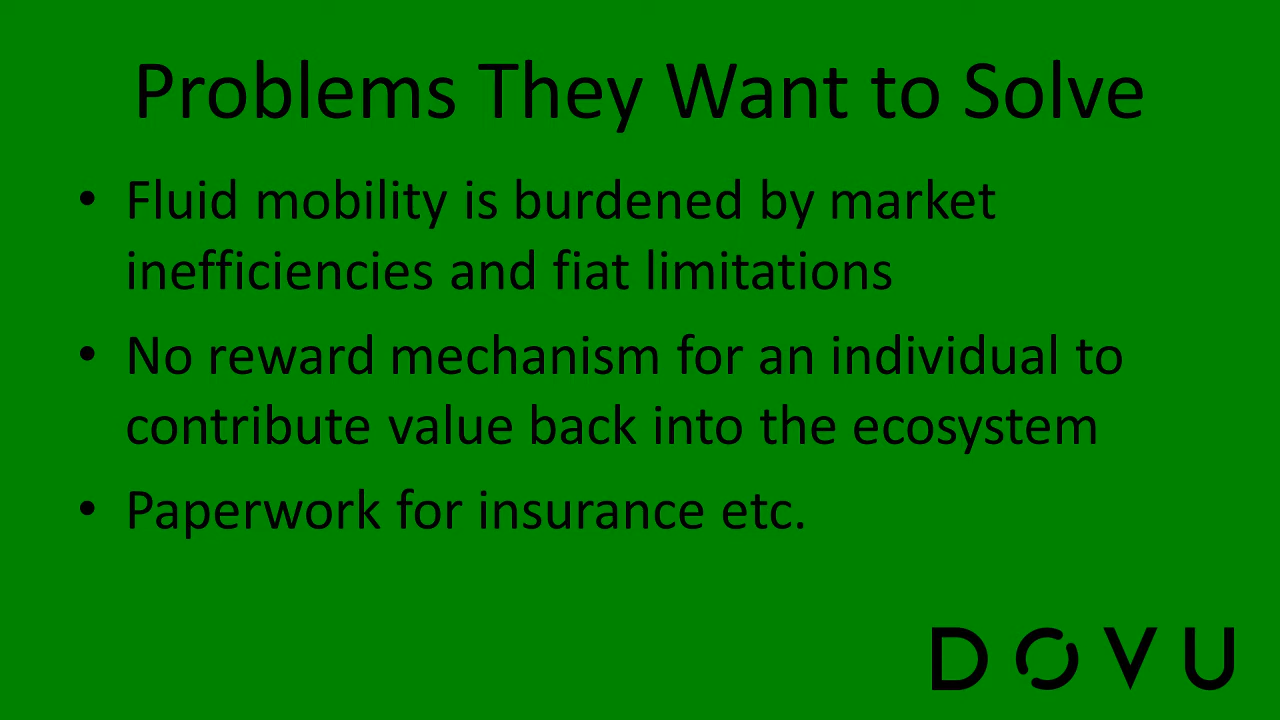 Problems They Want to Solve
• Fluid mobility is burdened by market
inefficiencies and fiat limitations
• No reward mechanism for an individual to
contribute value back into the ecosystem
• Paperwork for insurance etc.
DOVU